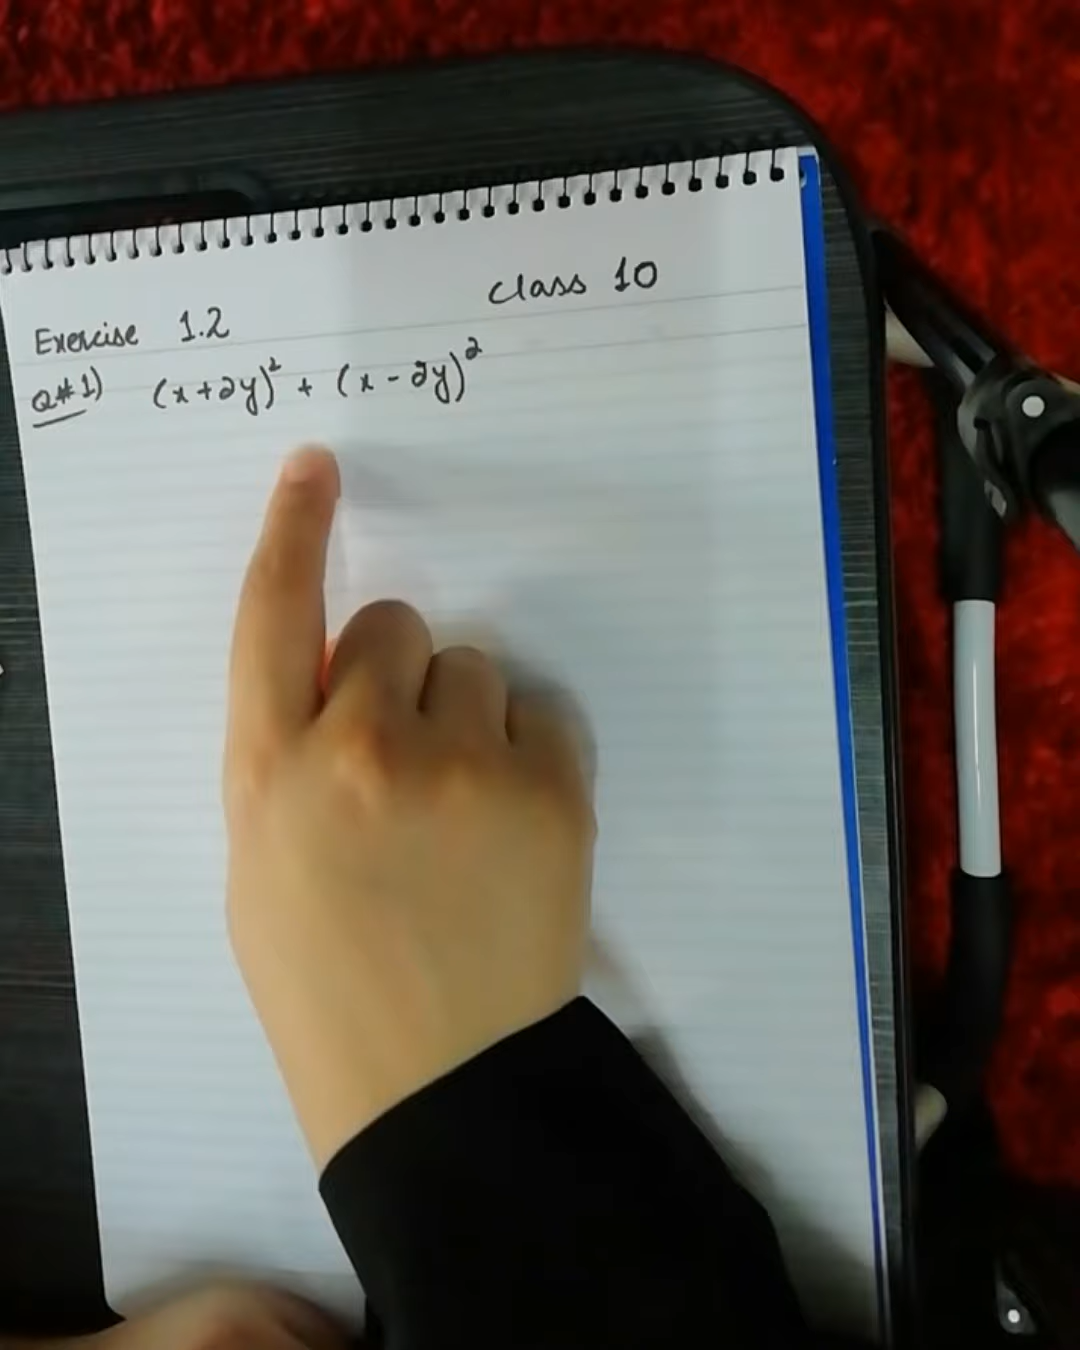 Class 10
Exercise 1.2
Q#1) (x+2y)² + (x-2y)²